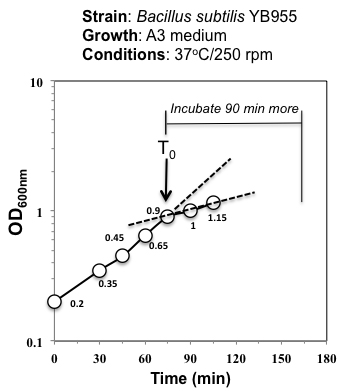 Strain: Bacillus subtilis YB955
Growth: A3 medium
Conditions: 37ºC/250 rpm
10
Incubate 90 min more
T0
OD600nm
1
0.9
1
1.15
0.45
0.65
0.35
0.2
0.1
0 30 60 90 120 150 180
Time (min)